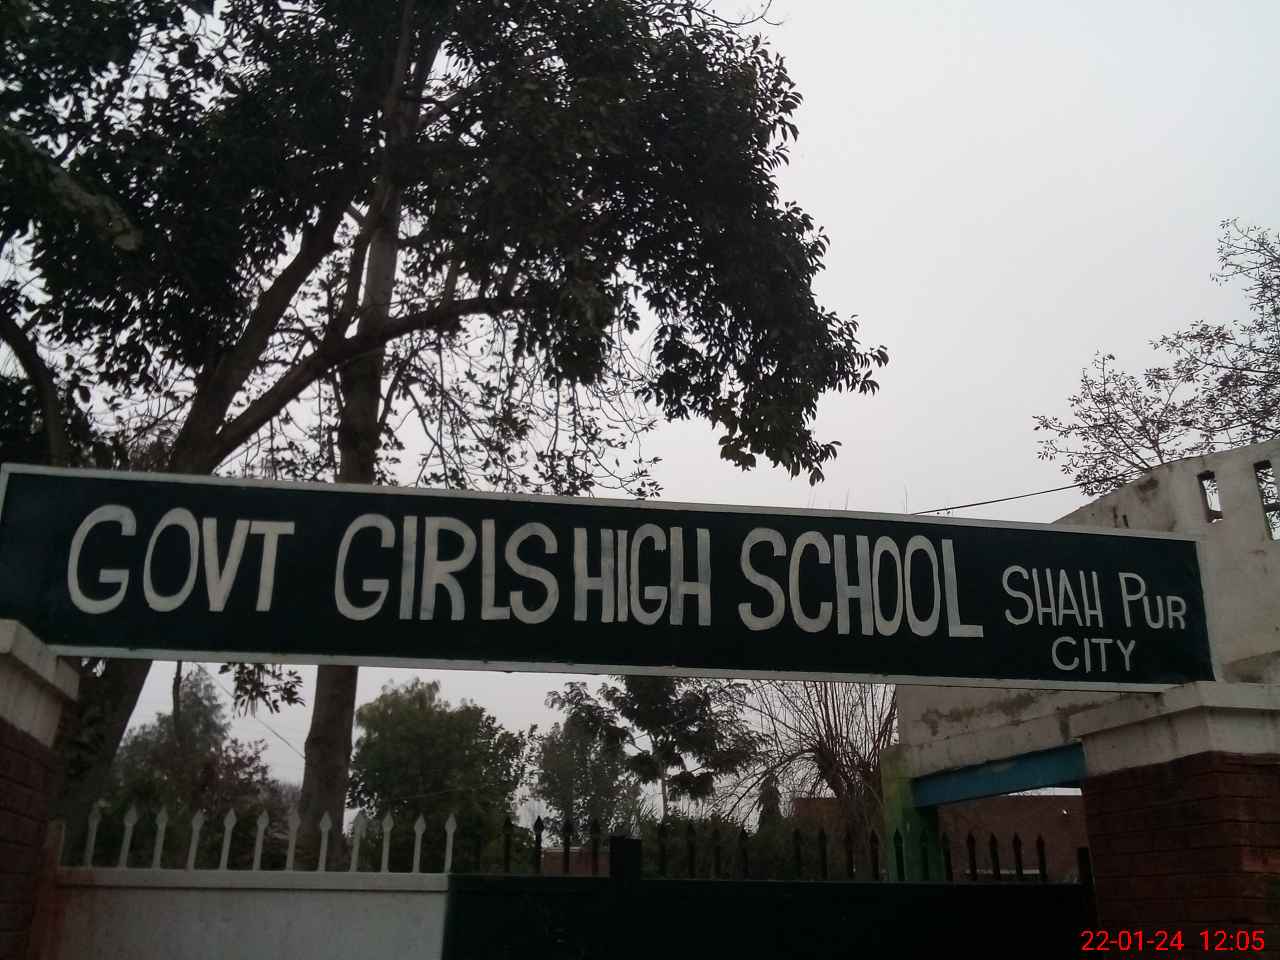 GOVT GIRLS HIGH SCHOOL SHAH PUR
CITY
22-01-24 12:05